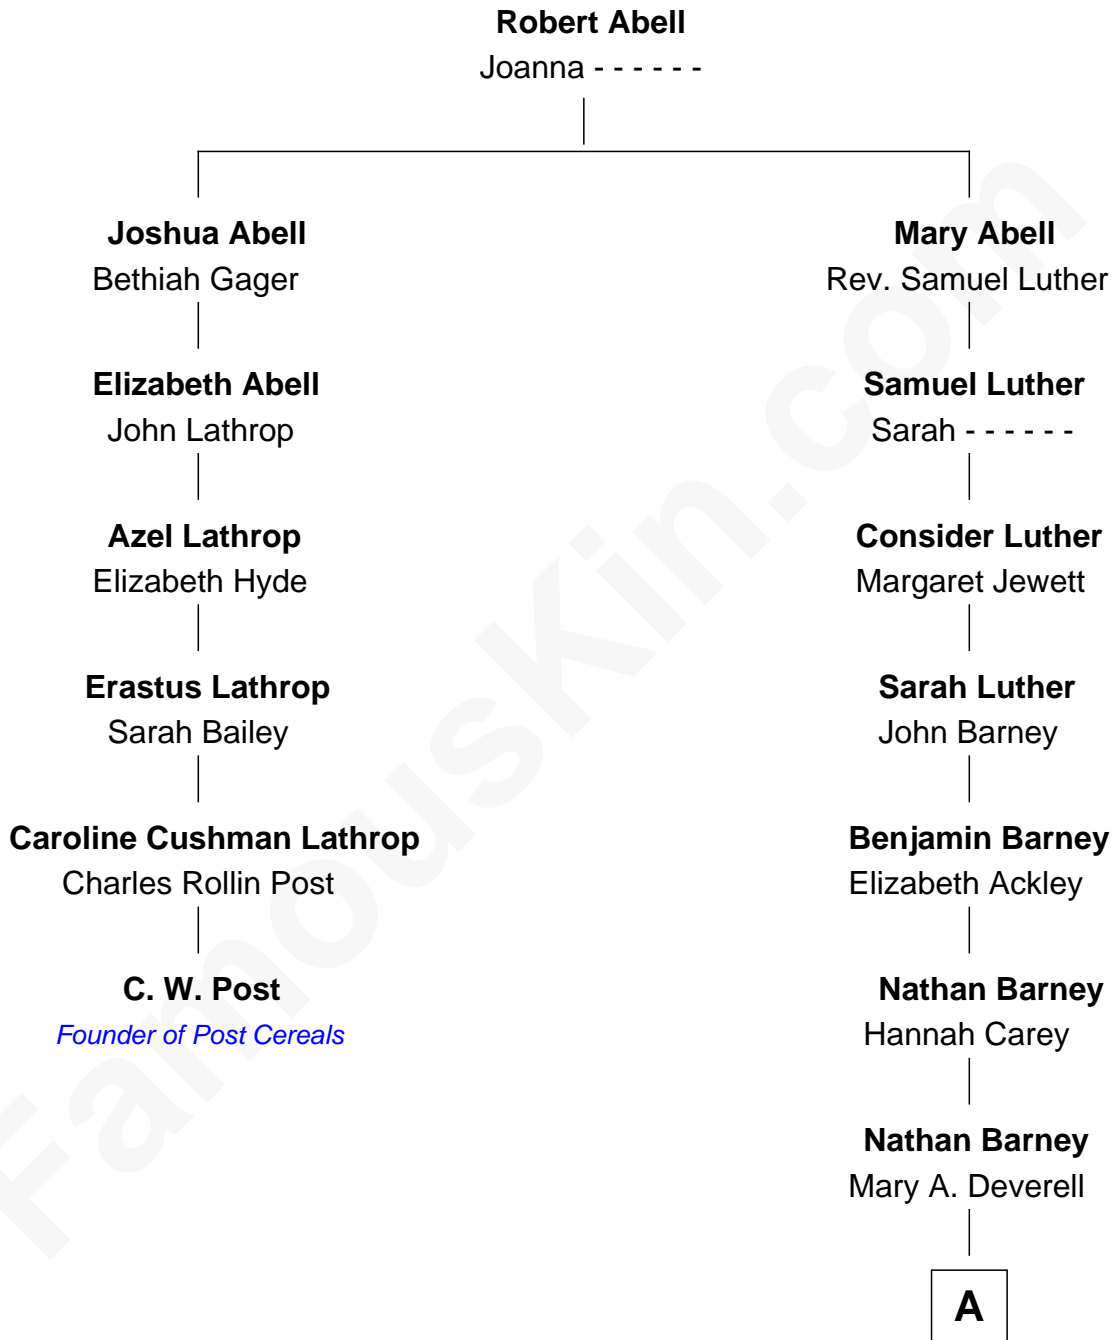 Robert Abell
Joanna - - - - - -
Joshua Abell
Bethiah Gager
Mary Abell
Rev. Samuel Luther
Elizabeth Abell
John Lathrop
Samuel Luther
Sarah - - - - - -
Azel Lathrop
Elizabeth Hyde
Consider Luther
Margaret Jewett
Erastus Lathrop
Sarah Bailey
Sarah Luther
John Barney
Caroline Cushman Lathrop
Charles Rollin Post
Benjamin Barney
Elizabeth Ackley
C. W. Post
Founder of Post Cereals
Nathan Barney
Hannah Carey
Nathan Barney
Mary A. Deverell
A
FamousKin.com